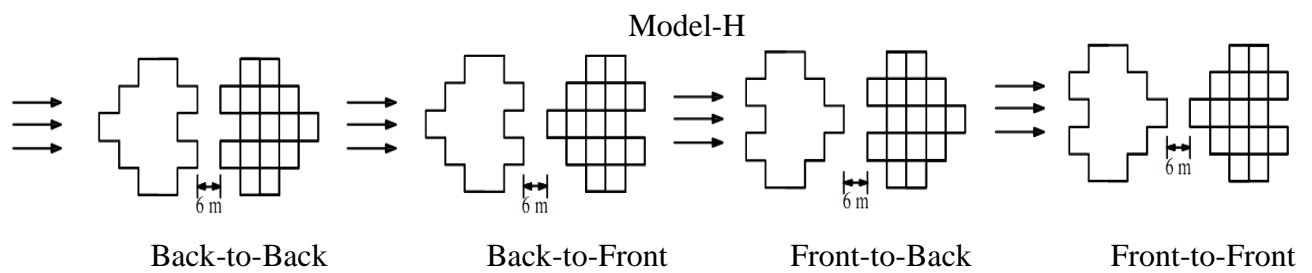 Model-H
6 m
6 m
6 m
6 m
Back-to-Back
Back-to-Front
Front-to-Back
Front-to-Front